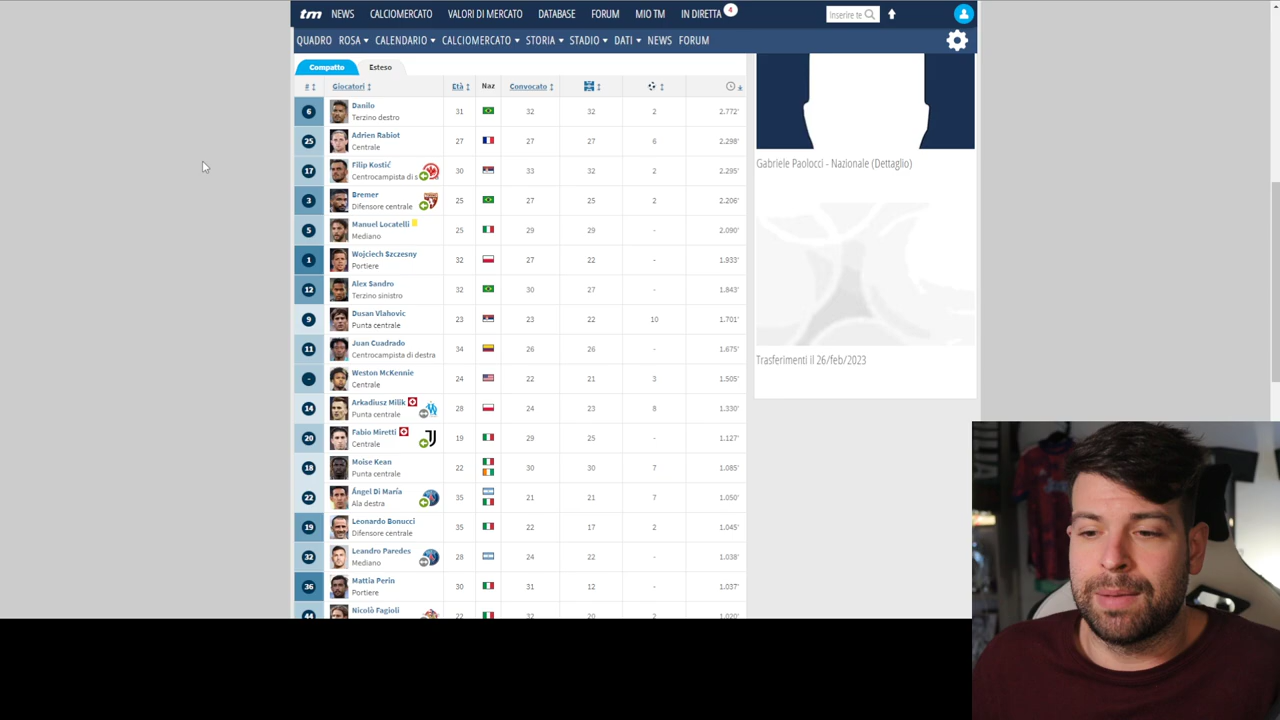 tm NEWS CALCIOMERCATO VALORI DI MERCATO DATABASE FORUM MIO TM IN DIRETTA 4 Inserire te
QUADRO ROSA CALENDARIO CALCIOMERCATO STORIA STADIO DATI NEWS FORUM
Compatto Esteso
# Giocatori Età Naz Convocato
6 Danilo 31 32 32 2 2.772'
Terzino destro
25 Adrien Rabiot 27 27 27 6 2.298'
Centrale
17 Filip Kostić 30 33 32 2 2.295'
Centrocampista di s
3 Bremer 25 27 25 2 2.206'
Difensore centrale
5 Manuel Locatelli 25 29 29 - 2.090'
Mediano
1 Wojciech Szczesny 32 27 22 - 1.933'
Portiere
12 Alex Sandro 32 30 27 - 1.843'
Terzino sinistro
9 Dusan Vlahovic 23 23 22 10 1.701'
Punta centrale
11 Juan Cuadrado 34 26 26 - 1.675'
Centrocampista di destra
- Weston McKennie 24 22 21 3 1.505'
Centrale
14 Arkadiusz Milik 28 24 23 8 1.330'
Punta centrale
20 Fabio Miretti 19 29 25 - 1.127'
Centrale
18 Moise Kean 22 30 30 7 1.085'
Punta centrale
22 Ángel Di María 35 21 21 7 1.050'
Ala destra
19 Leonardo Bonucci 35 22 17 2 1.045'
Difensore centrale
32 Leandro Paredes 28 24 22 - 1.038'
Mediano
36 Mattia Perin 30 31 12 - 1.037'
Portiere
44 Nicolò Fagioli 22 32 20 2 1.020'
Gabriele Paolocci - Nazionale (Dettaglio)
Trasferimenti il 26/feb/2023